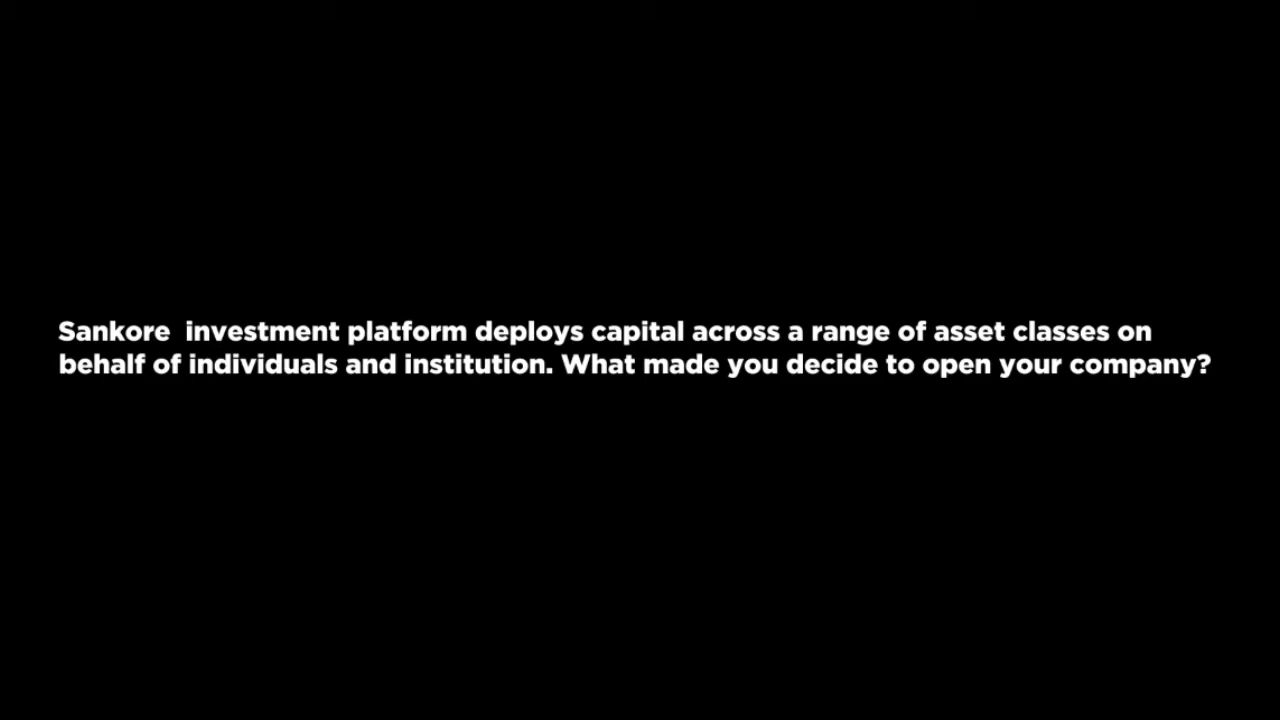 Sankore  investment platform deploys capital across a range of asset classes on
behalf of individuals and institution. What made you decide to open your company?